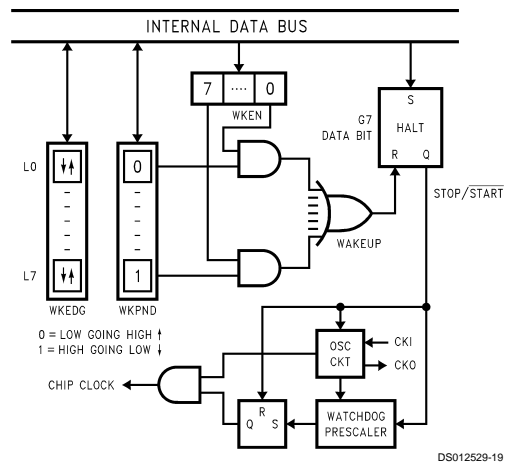 INTERNAL DATA BUS
7 .... 0
WKEN
S
G7
DATA BIT
HALT
R Q
STOP/START
L0
0
L7
1
WKEDG
WKPND
WAKEUP
0 = LOW GOING HIGH ↑
1 = HIGH GOING LOW ↓
OSC
CKT
CKI
CKO
CHIP CLOCK
R
Q S
WATCHDOG
PRESCALER
DS012529-19